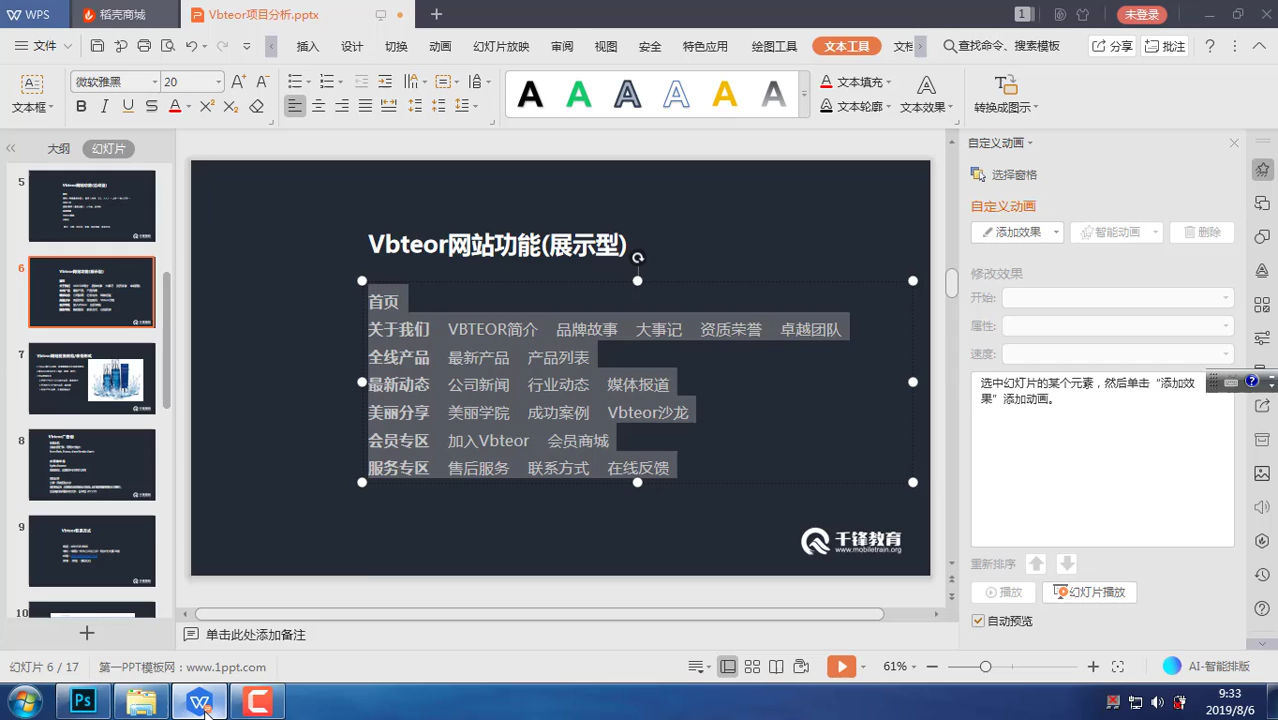 WPS 稻壳商城 Vbteor项目分析.pptx 1 未登录
文件 插入 设计 切换 动画 幻灯片放映 审阅 视图 安全 特色应用 绘图工具 文本工具 文档 查找命令、搜索模板 分享 批注
文本框 微软雅黑 20 B I U S A A A A A A A 文本填充 文本轮廓 文本效果 转换成图示
大纲 幻灯片
5
6
7
8
9
10
Vbteor网站功能(展示型)
首页
关于我们 VBTEOR简介 品牌故事 大事记 资质荣誉 卓越团队
全线产品 最新产品 产品列表
最新动态 公司新闻 行业动态 媒体报道
美丽分享 美丽学院 成功案例 Vbteor沙龙
会员专区 加入Vbteor 会员商城
服务专区 售后服务 联系方式 在线反馈
千锋教育
www.mobiletrain.org
自定义动画
选择窗格
自定义动画
添加效果 智能动画 删除
修改效果
开始:
属性:
速度:
选中幻灯片的某个元素，然后单击“添加效
果”添加动画。
重新排序
播放 幻灯片播放
自动预览
单击此处添加备注
幻灯片 6 / 17 第一PPT模板网：www.1ppt.com 61% AI-智能排版
Ps
9:33
2019/8/6